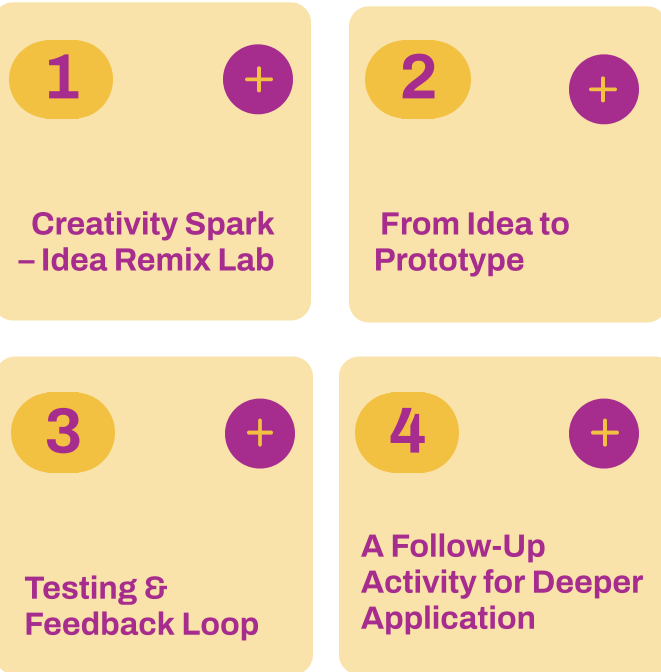 1
Creativity Spark
– Idea Remix Lab
2
From Idea to
Prototype
3
Testing &
Feedback Loop
4
A Follow-Up
Activity for Deeper
Application